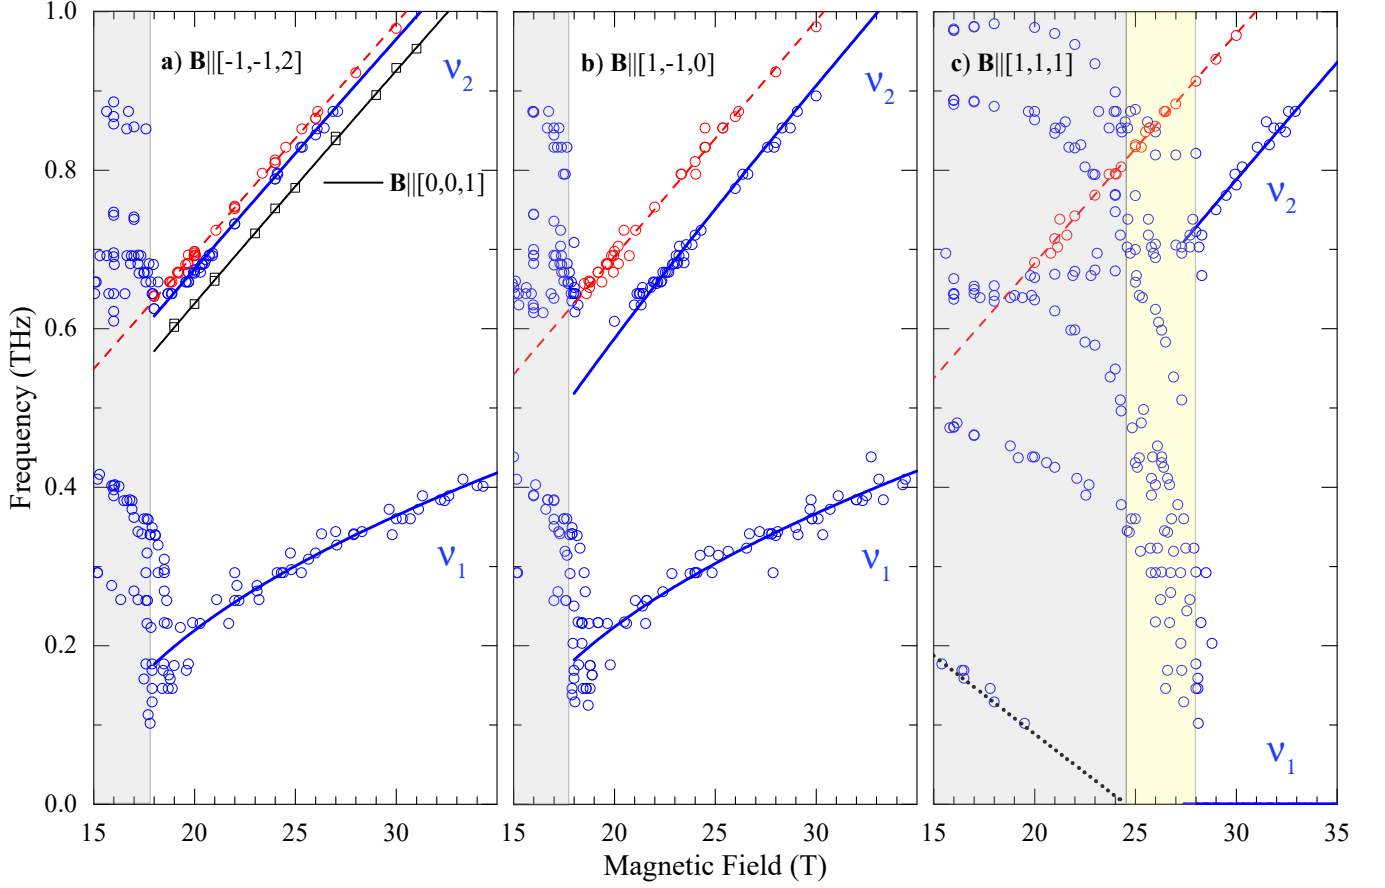 1.0
0.8
0.6
0.4
0.2
0.0
Frequency (THz)
a) B||[-1,-1,2]
ν2
B||[0,0,1]
ν1
15 20 25 30
b) B||[1,-1,0]
ν2
ν1
15 20 25 30
c) B||[1,1,1]
ν2
ν1
15 20 25 30 35
Magnetic Field (T)